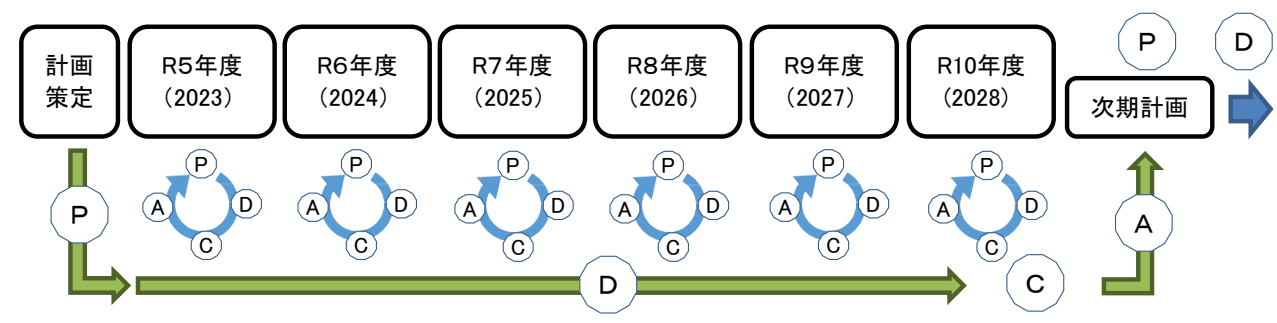 計画
策定
R5年度
（2023）
R6年度
（2024）
R7年度
（2025）
R8年度
（2026）
R9年度
（2027）
R10年度
（2028）
P
D
次期計画
P
D
C
A
P
D
C
A
P
D
C
A
P
D
C
A
P
D
C
A
P
D
C
A
P
D
C
A